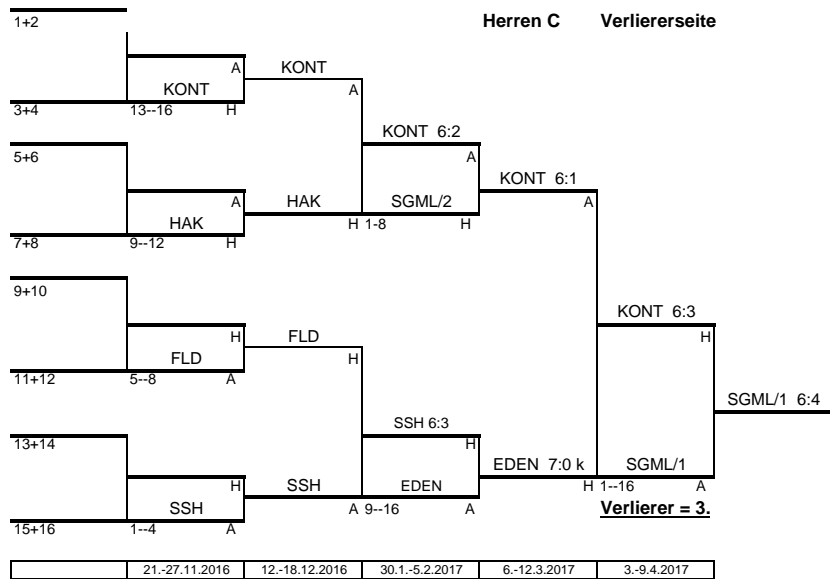 Herren C Verliererseite
1+2
A
KONT
KONT
3+4
13--16 H
A
KONT 6:2
5+6
A
KONT 6:1
A
HAK
SGML/2
A
HAK
7+8
9--12 H
H 1-8 H
9+10
KONT 6:3
H
FLD
H
FLD
H
11+12
5--8 A
SGML/1 6:4
SSH 6:3
13+14
H
EDEN 7:0 k
SGML/1
H
SSH
EDEN
H 1--16 A
SSH
A 9--16 A
Verlierer = 3.
15+16
1--4 A
21.-27.11.2016 12.-18.12.2016 30.1.-5.2.2017 6.-12.3.2017 3.-9.4.2017